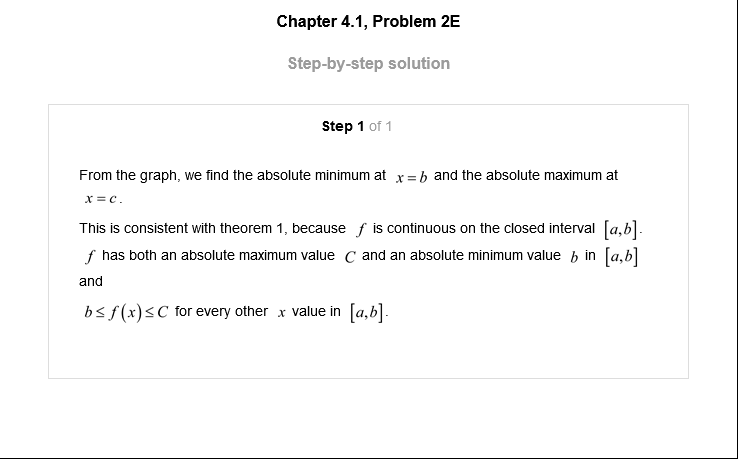 Chapter 4.1, Problem 2E
Step-by-step solution
Step 1 of 1
From the graph, we find the absolute minimum at x = b and the absolute maximum at
x = c.
This is consistent with theorem 1, because f is continuous on the closed interval [a,b].
f has both an absolute maximum value C and an absolute minimum value b in [a,b]
and
b ≤ f(x) ≤ C for every other x value in [a,b].